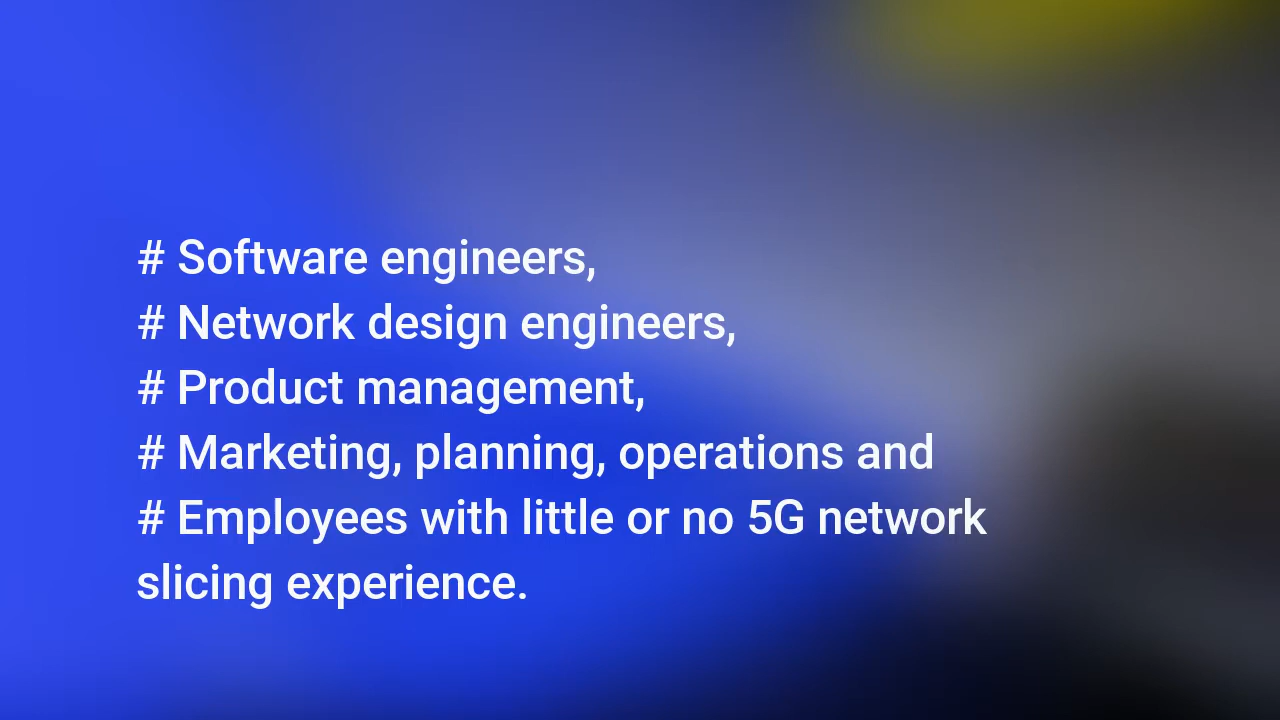 # Software engineers,
# Network design engineers,
# Product management,
# Marketing, planning, operations and
# Employees with little or no 5G network
slicing experience.